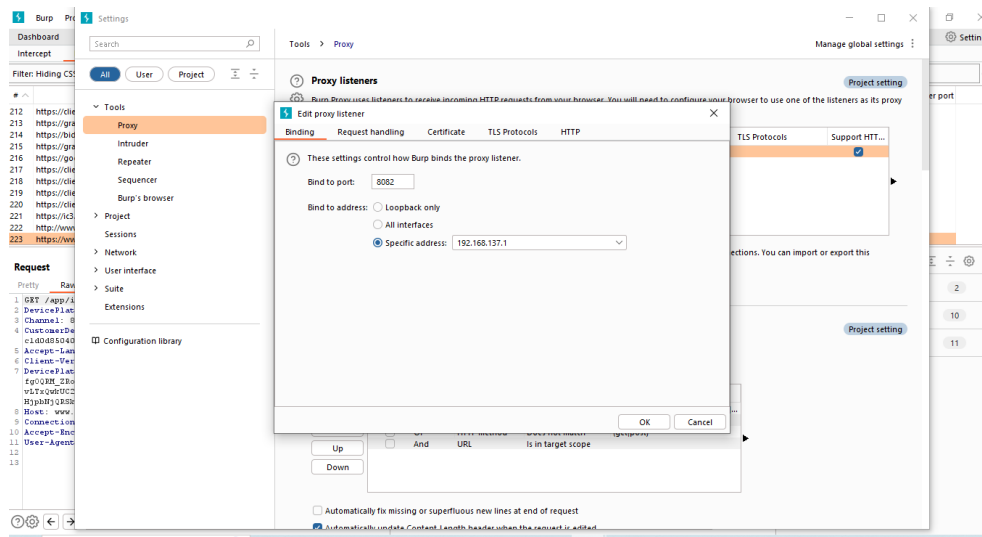 Burp Pro
Settings
Dashboard
Intercept
Settin
Search
Tools > Proxy
Manage global settings
Filter: Hiding CSS
All User Project
Proxy listeners
Project setting
Burp Proxy uses listeners to receive incoming HTTP requests from your browser. You will need to configure your browser to use one of the listeners as its proxy
#
er port
Tools
Proxy
Intruder
Repeater
Sequencer
Burp's browser
Project
Sessions
Network
User interface
Suite
Extensions
Configuration library
212 https://clie
213 https://gra
214 https://bid
215 https://gra
216 https://goo
217 https://clie
218 https://clie
219 https://clie
220 https://clie
221 https://ic3.
222 http://www
223 https://ww
Edit proxy listener
Binding Request handling Certificate TLS Protocols HTTP
These settings control how Burp binds the proxy listener.
Bind to port: 8082
Bind to address: Loopback only
All interfaces
Specific address: 192.168.137.1
OK Cancel
TLS Protocols Support HTT...
ections. You can import or export this
Project setting
Request
Pretty Raw
1 GET /app/i
2 DevicePlat
3 Channel: 8
4 CustomerDe
5 Accept-Lan
6 Client-Ver
7 DevicePlat
8 Host: www.
9 Connection
10 Accept-Enc
11 User-Agent
12
13
2
10
11
Up
Down
And URL Is in target scope
Automatically fix missing or superfluous new lines at end of request
Automatically update Content-Length header when the request is edited